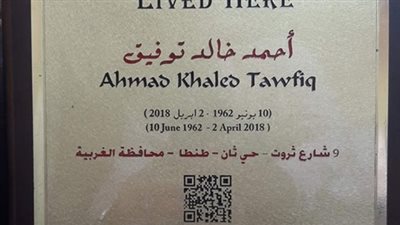 LIVED HERE
أحمد خالد توفيق
Ahmad Khaled Tawfiq
(10 يونيو 1962 - 2 ابريل 2018)
(10 June 1962 - 2 April 2018)
9 شارع ثروت - حي ثان - طنطا - محافظة الغربية